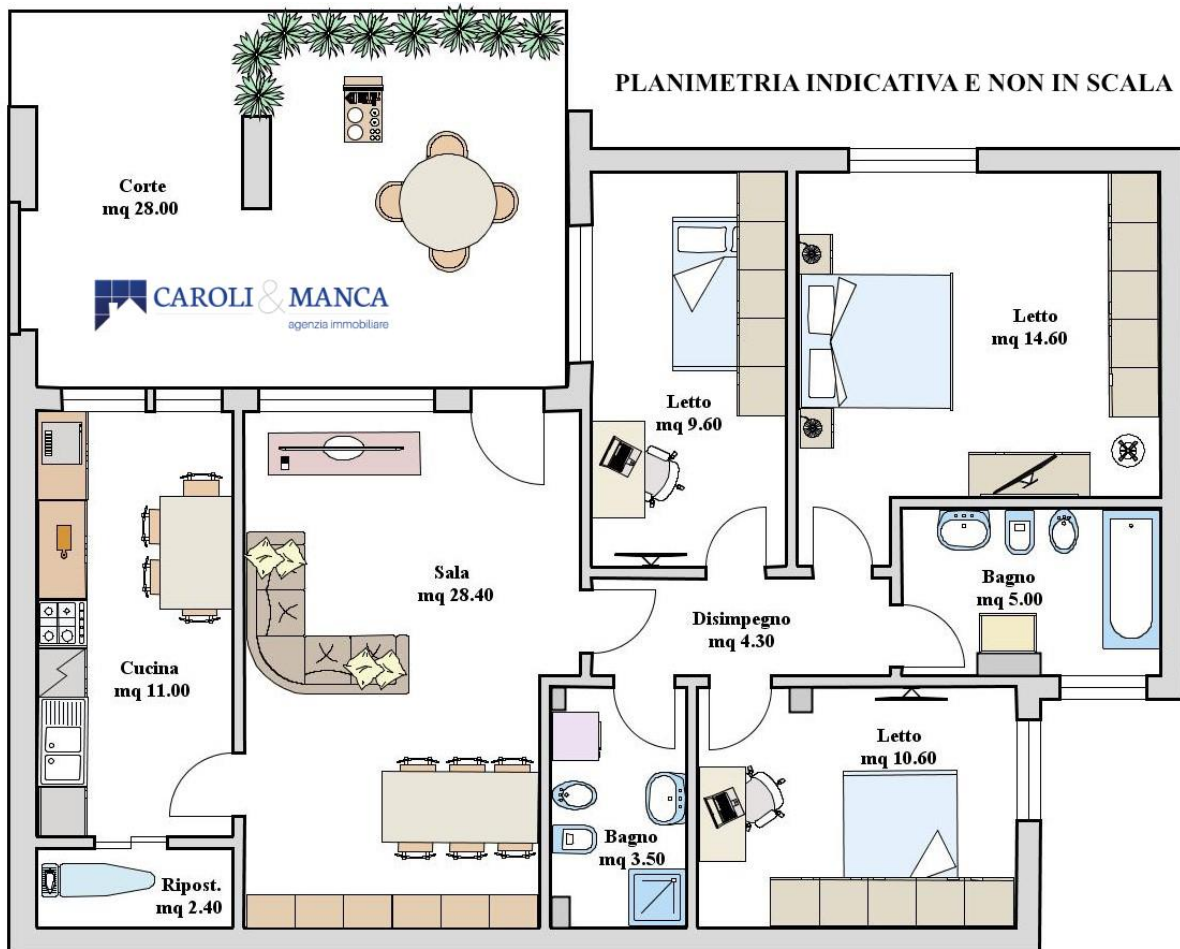 PLANIMETRIA INDICATIVA E NON IN SCALA
Corte
mq 28.00
CAROLI & MANCA
agenzia immobiliare
Letto
mq 9.60
Letto
mq 14.60
Sala
mq 28.40
Disimpegno
mq 4.30
Bagno
mq 5.00
Cucina
mq 11.00
Letto
mq 10.60
Bagno
mq 3.50
Ripost.
mq 2.40